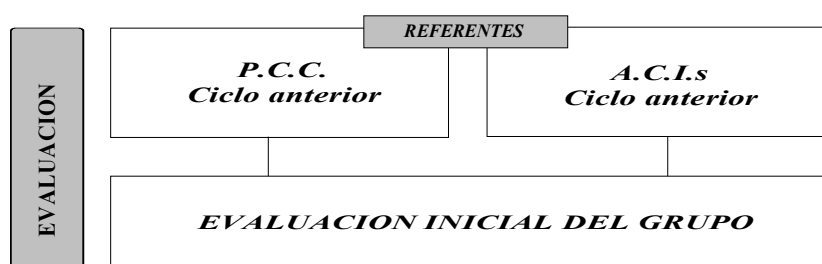 REFERENTES
EVALUACION
P.C.C.
Ciclo anterior
A.C.I.s
Ciclo anterior
EVALUACION INICIAL DEL GRUPO